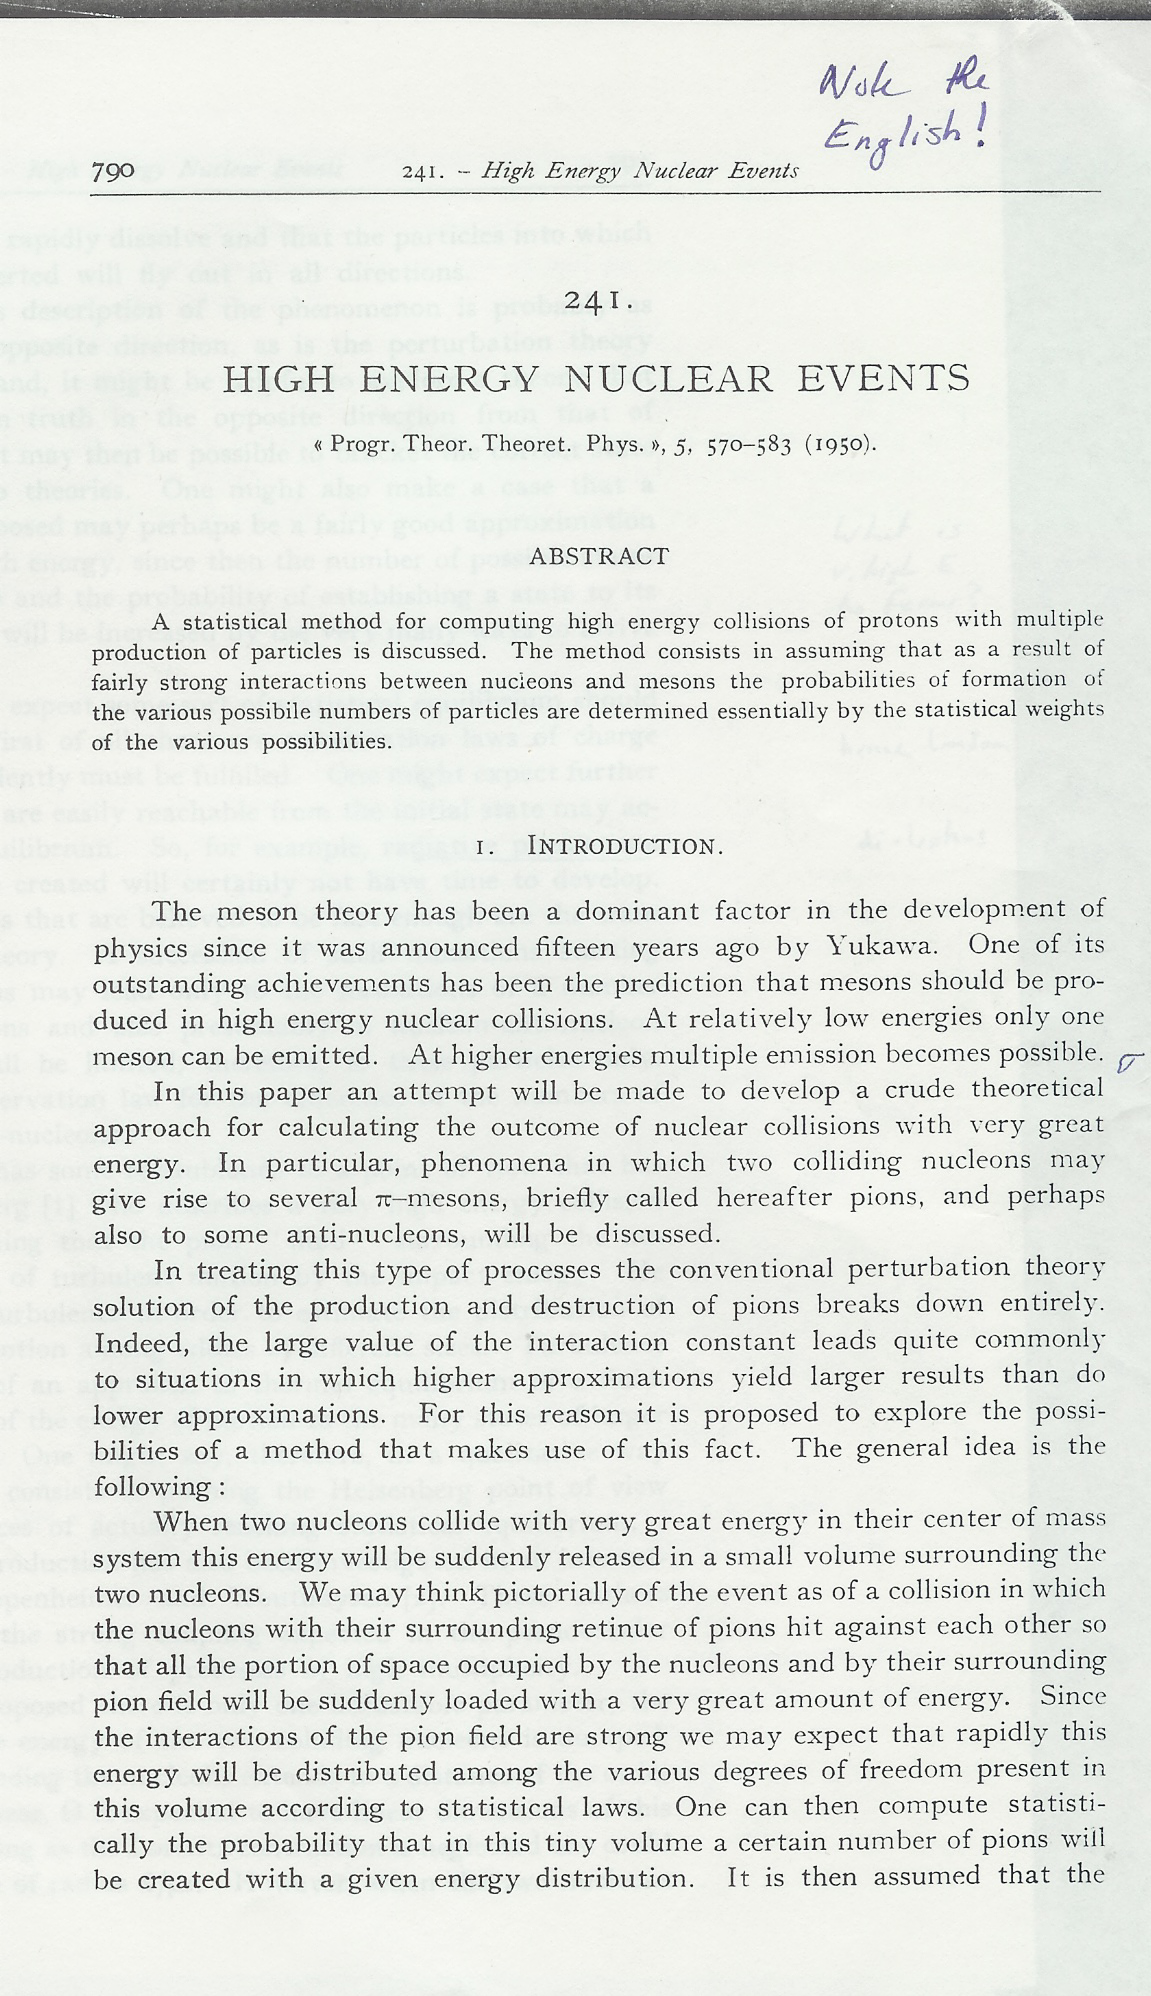 Note the
English!
790
241. – High Energy Nuclear Events
241.
HIGH ENERGY NUCLEAR EVENTS
« Progr. Theor. Theoret. Phys. », 5, 570–583 (1950).
ABSTRACT
A statistical method for computing high energy collisions of protons with multiple
production of particles is discussed. The method consists in assuming that as a result of
fairly strong interactions between nucleons and mesons the probabilities of formation of
the various possibile numbers of particles are determined essentially by the statistical weights
of the various possibilities.
1. INTRODUCTION.
The meson theory has been a dominant factor in the development of
physics since it was announced fifteen years ago by Yukawa. One of its
outstanding achievements has been the prediction that mesons should be pro-
duced in high energy nuclear collisions. At relatively low energies only one
meson can be emitted. At higher energies multiple emission becomes possible.
In this paper an attempt will be made to develop a crude theoretical
approach for calculating the outcome of nuclear collisions with very great
energy. In particular, phenomena in which two colliding nucleons may
give rise to several π–mesons, briefly called hereafter pions, and perhaps
also to some anti-nucleons, will be discussed.
In treating this type of processes the conventional perturbation theory
solution of the production and destruction of pions breaks down entirely.
Indeed, the large value of the interaction constant leads quite commonly
to situations in which higher approximations yield larger results than do
lower approximations. For this reason it is proposed to explore the possi-
bilities of a method that makes use of this fact. The general idea is the
following :
When two nucleons collide with very great energy in their center of mass
system this energy will be suddenly released in a small volume surrounding the
two nucleons. We may think pictorially of the event as of a collision in which
the nucleons with their surrounding retinue of pions hit against each other so
that all the portion of space occupied by the nucleons and by their surrounding
pion field will be suddenly loaded with a very great amount of energy. Since
the interactions of the pion field are strong we may expect that rapidly this
energy will be distributed among the various degrees of freedom present in
this volume according to statistical laws. One can then compute statisti-
cally the probability that in this tiny volume a certain number of pions will
be created with a given energy distribution. It is then assumed that the